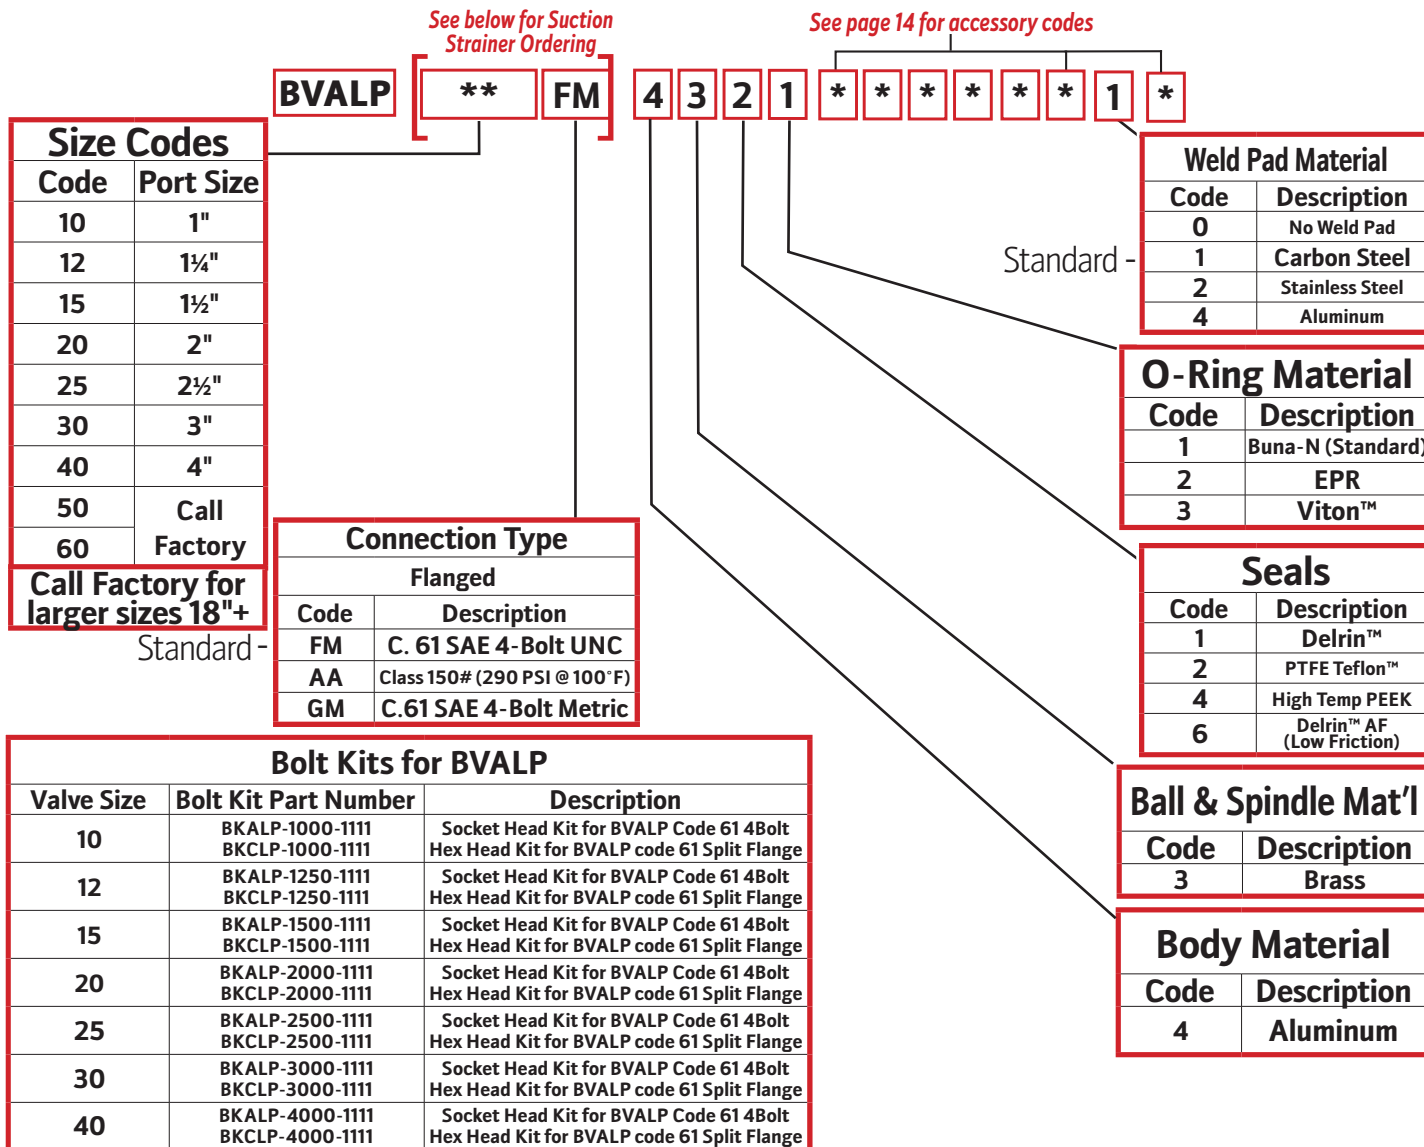 See below for Suction
Strainer Ordering
See page 14 for accessory codes
BVALP ** FM 4 3 2 1 * * * * * * 1 *
Size Codes
Code Port Size
10 1"
12 1¼"
15 1½"
20 2"
25 2½"
30 3"
40 4"
50 Call
60 Factory
Call Factory for
larger sizes 18"+
Standard -
Connection Type
Flanged
Code Description
FM C. 61 SAE 4-Bolt UNC
AA Class 150# (290 PSI @ 100°F)
GM C.61 SAE 4-Bolt Metric
Weld Pad Material
Code Description
0 No Weld Pad
Standard - 1 Carbon Steel
2 Stainless Steel
4 Aluminum
O-Ring Material
Code Description
1 Buna-N (Standard)
2 EPR
3 Viton™
Seals
Code Description
1 Delrin™
2 PTFE Teflon™
4 High Temp PEEK
6 Delrin™ AF
(Low Friction)
Ball & Spindle Mat'l
Code Description
3 Brass
Body Material
Code Description
4 Aluminum
Bolt Kits for BVALP
Valve Size Bolt Kit Part Number Description
10 BKALP-1000-1111 Socket Head Kit for BVALP Code 61 4Bolt
BKCLP-1000-1111 Hex Head Kit for BVALP code 61 Split Flange
12 BKALP-1250-1111 Socket Head Kit for BVALP Code 61 4Bolt
BKCLP-1250-1111 Hex Head Kit for BVALP code 61 Split Flange
15 BKALP-1500-1111 Socket Head Kit for BVALP Code 61 4Bolt
BKCLP-1500-1111 Hex Head Kit for BVALP code 61 Split Flange
20 BKALP-2000-1111 Socket Head Kit for BVALP Code 61 4Bolt
BKCLP-2000-1111 Hex Head Kit for BVALP code 61 Split Flange
25 BKALP-2500-1111 Socket Head Kit for BVALP Code 61 4Bolt
BKCLP-2500-1111 Hex Head Kit for BVALP code 61 Split Flange
30 BKALP-3000-1111 Socket Head Kit for BVALP Code 61 4Bolt
BKCLP-3000-1111 Hex Head Kit for BVALP code 61 Split Flange
40 BKALP-4000-1111 Socket Head Kit for BVALP Code 61 4Bolt
BKCLP-4000-1111 Hex Head Kit for BVALP code 61 Split Flange